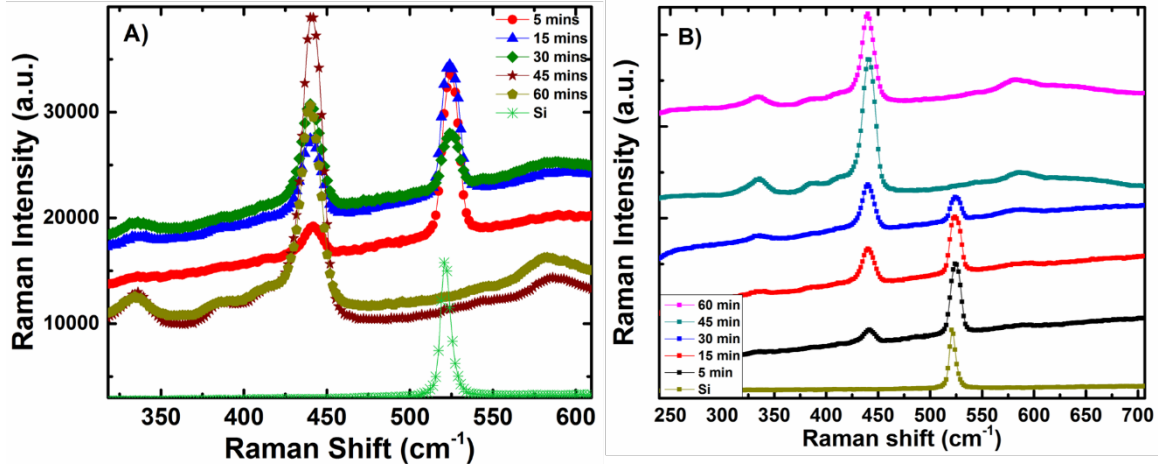 A)
5 mins
15 mins
30 mins
45 mins
60 mins
Si
Raman Intensity (a.u.)
30000
20000
10000
350 400 450 500 550 600
Raman Shift (cm-1)
B)
Raman Intensity (a.u.)
60 min
45 min
30 min
15 min
5 min
Si
250 300 350 400 450 500 550 600 650 700
Raman shift (cm-1)